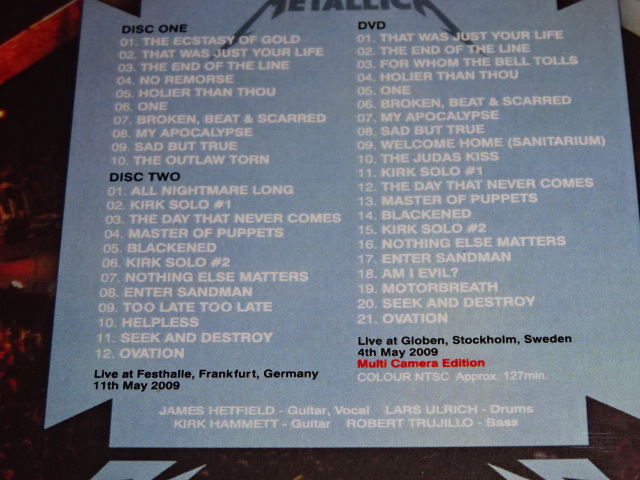 METALLICA
DISC ONE
01. THE ECSTASY OF GOLD
02. THAT WAS JUST YOUR LIFE
03. THE END OF THE LINE
04. NO REMORSE
05. HOLIER THAN THOU
06. ONE
07. BROKEN, BEAT & SCARRED
08. MY APOCALYPSE
09. SAD BUT TRUE
10. THE OUTLAW TORN
DISC TWO
01. ALL NIGHTMARE LONG
02. KIRK SOLO #1
03. THE DAY THAT NEVER COMES
04. MASTER OF PUPPETS
05. BLACKENED
06. KIRK SOLO #2
07. NOTHING ELSE MATTERS
08. ENTER SANDMAN
09. TOO LATE TOO LATE
10. HELPLESS
11. SEEK AND DESTROY
12. OVATION
Live at Festhalle, Frankfurt, Germany
11th May 2009
DVD
01. THAT WAS JUST YOUR LIFE
02. THE END OF THE LINE
03. FOR WHOM THE BELL TOLLS
04. HOLIER THAN THOU
05. ONE
06. BROKEN, BEAT & SCARRED
07. MY APOCALYPSE
08. SAD BUT TRUE
09. WELCOME HOME (SANITARIUM)
10. THE JUDAS KISS
11. KIRK SOLO #1
12. THE DAY THAT NEVER COMES
13. MASTER OF PUPPETS
14. BLACKENED
15. KIRK SOLO #2
16. NOTHING ELSE MATTERS
17. ENTER SANDMAN
18. AM I EVIL?
19. MOTORBREATH
20. SEEK AND DESTROY
21. OVATION
Live at Globen, Stockholm, Sweden
4th May 2009
Multi Camera Edition
COLOUR NTSC Approx. 127min.
JAMES HETFIELD - Guitar, Vocal LARS ULRICH - Drums
KIRK HAMMETT - Guitar ROBERT TRUJILLO - Bass